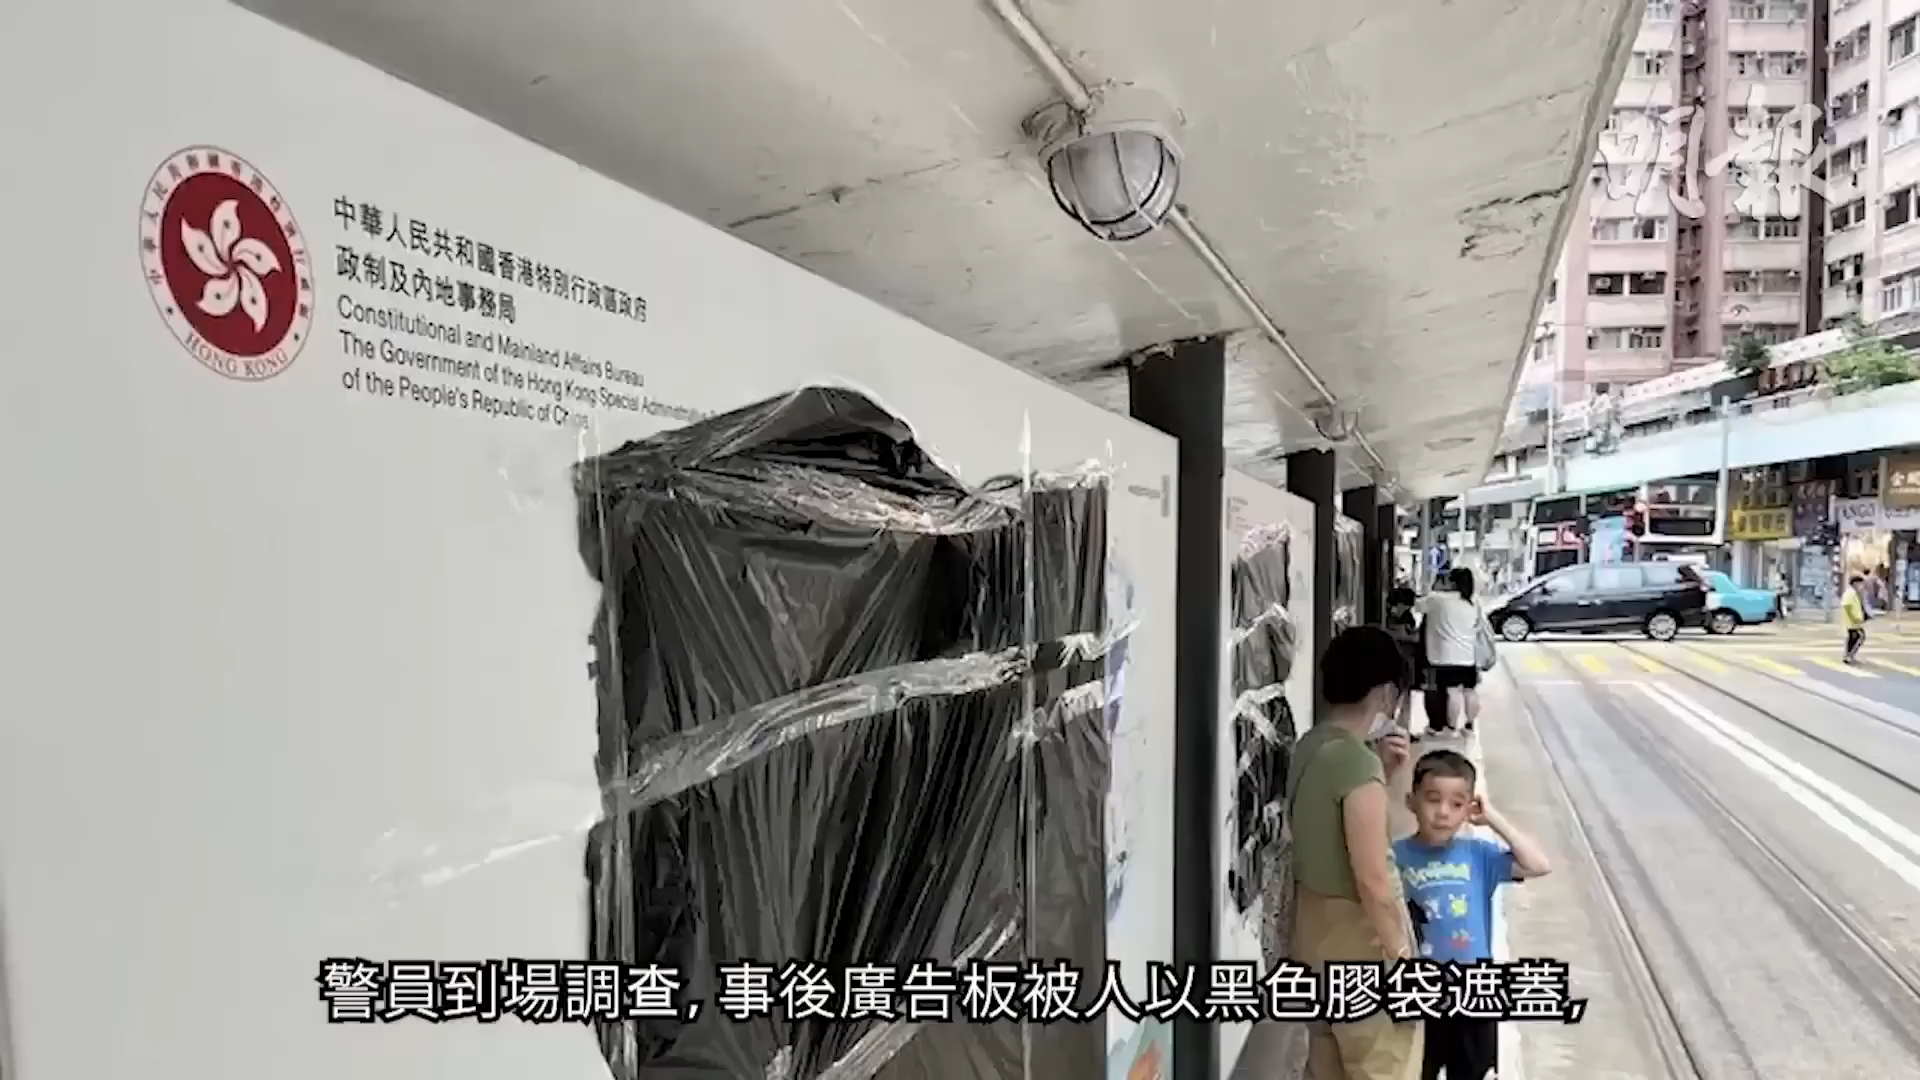 明報
中華人民共和國香港特別行政區政府
政制及內地事務局
Constitutional and Mainland Affairs Bureau
The Government of the Hong Kong Special Administrative
of the People's Republic of China
HONG KONG
警員到場調查, 事後廣告板被人以黑色膠袋遮蓋,